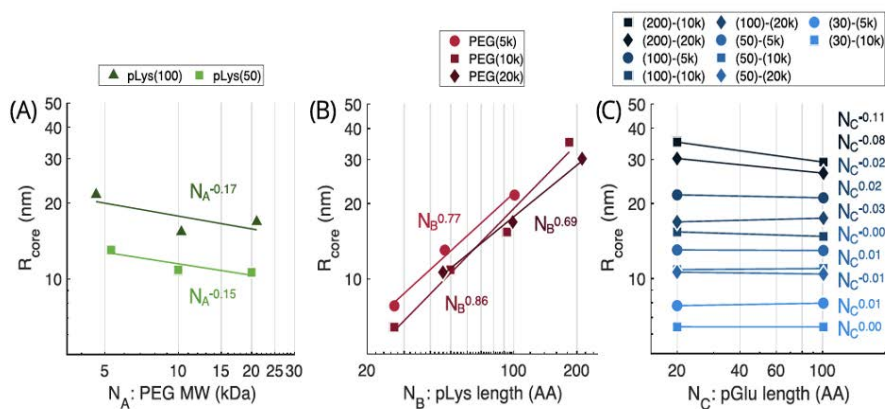 (A)
pLys(100) pLys(50)
R_core (nm)
50
40
30
20
10
N_A^-0.17
N_A^-0.15
5 10 15 20 25 30
N_A: PEG MW (kDa)
(B)
PEG(5k)
PEG(10k)
PEG(20k)
R_core (nm)
50
40
30
20
10
N_B^0.77
N_B^0.69
N_B^0.86
20 100 200
N_B: pLys length (AA)
(C)
(200)-(10k) (100)-(20k) (30)-(5k)
(200)-(20k) (50)-(5k) (30)-(10k)
(100)-(5k) (50)-(10k)
(100)-(10k) (50)-(20k)
R_core (nm)
50
40
30
20
10
N_C^-0.11
N_C^-0.08
N_C^-0.02
N_C^0.02
N_C^-0.03
N_C^-0.00
N_C^0.01
N_C^-0.01
N_C^0.01
N_C^0.00
20 40 60 100
N_C: pGlu length (AA)